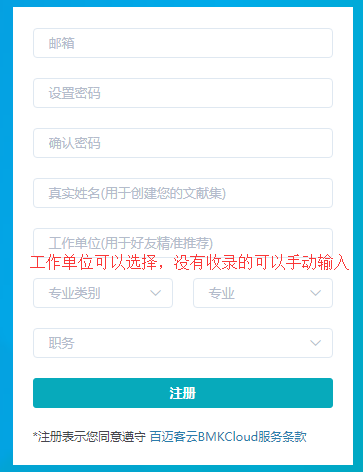 邮箱
设置密码
确认密码
真实姓名(用于创建您的文献集)
工作单位(用于好友精准推荐)
工作单位可以选择，没有收录的可以手动输入
专业类别 专业
职务
注册
*注册表示您同意遵守 百迈客云BMKCloud服务条款